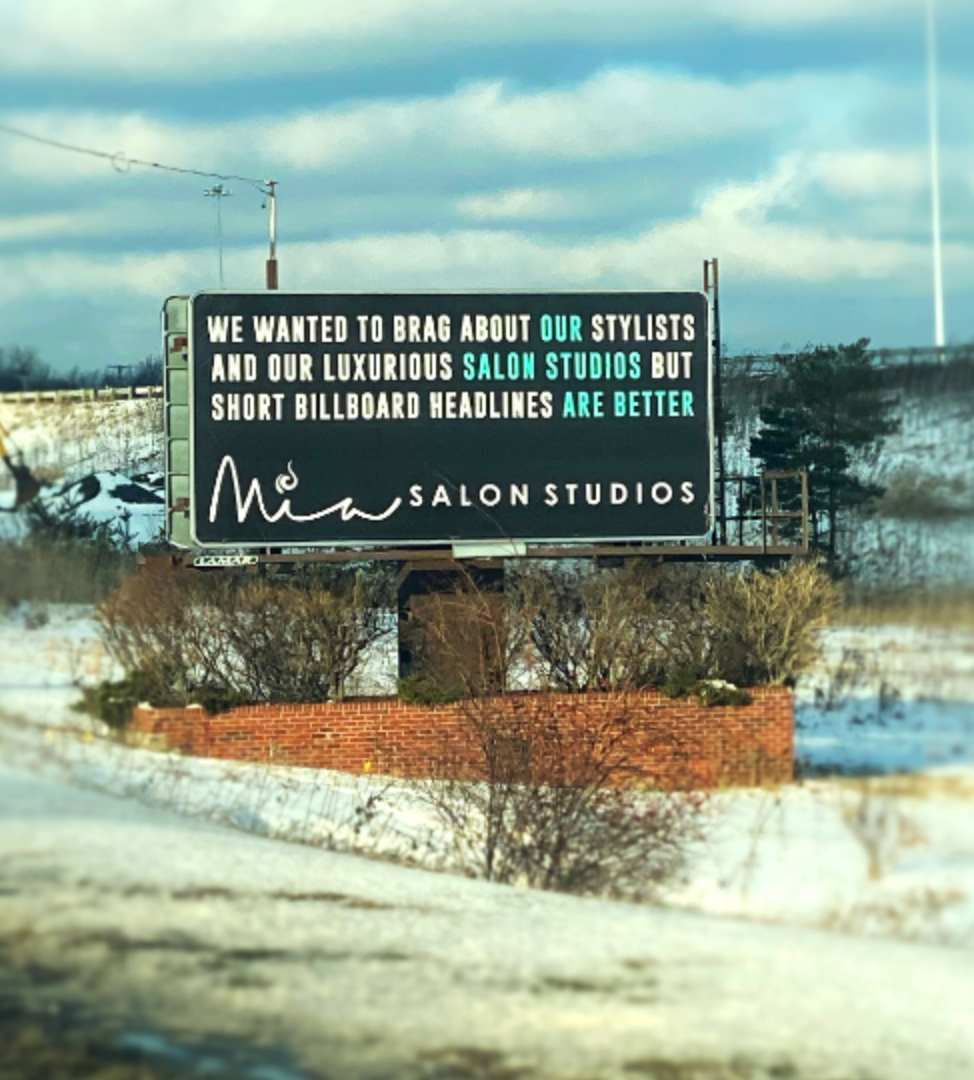 WE WANTED TO BRAG ABOUT OUR STYLISTS
AND OUR LUXURIOUS SALON STUDIOS BUT
SHORT BILLBOARD HEADLINES ARE BETTER
Mia SALON STUDIOS
LAMAR